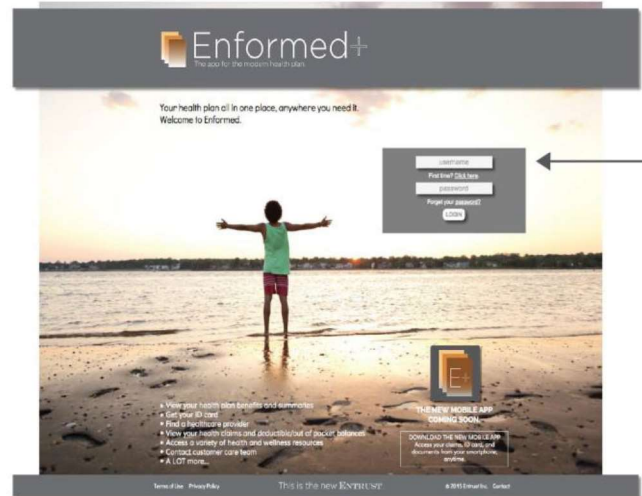 Enformed+
The app for the modern health plan.
Your health plan all in one place, anywhere you need it.
Welcome to Enformed.
username
First time? Click here.
password
Forgot your password?
LOGIN
• View your health plan benefits and summaries
• Get your ID card
• Find a healthcare provider
• View your health claims and deductible/out of pocket balances
• Access a variety of health and wellness resources
• Contact customer care team
• A LOT more...
E+
THE NEW MOBILE APP
COMING SOON.
DOWNLOAD THE NEW MOBILE APP
Access your claims, ID card, and
documents from your smartphone,
anytime.
Terms of Use Privacy Policy
This is the new ENTRUST.
© 2015 Entrust Inc. Contact